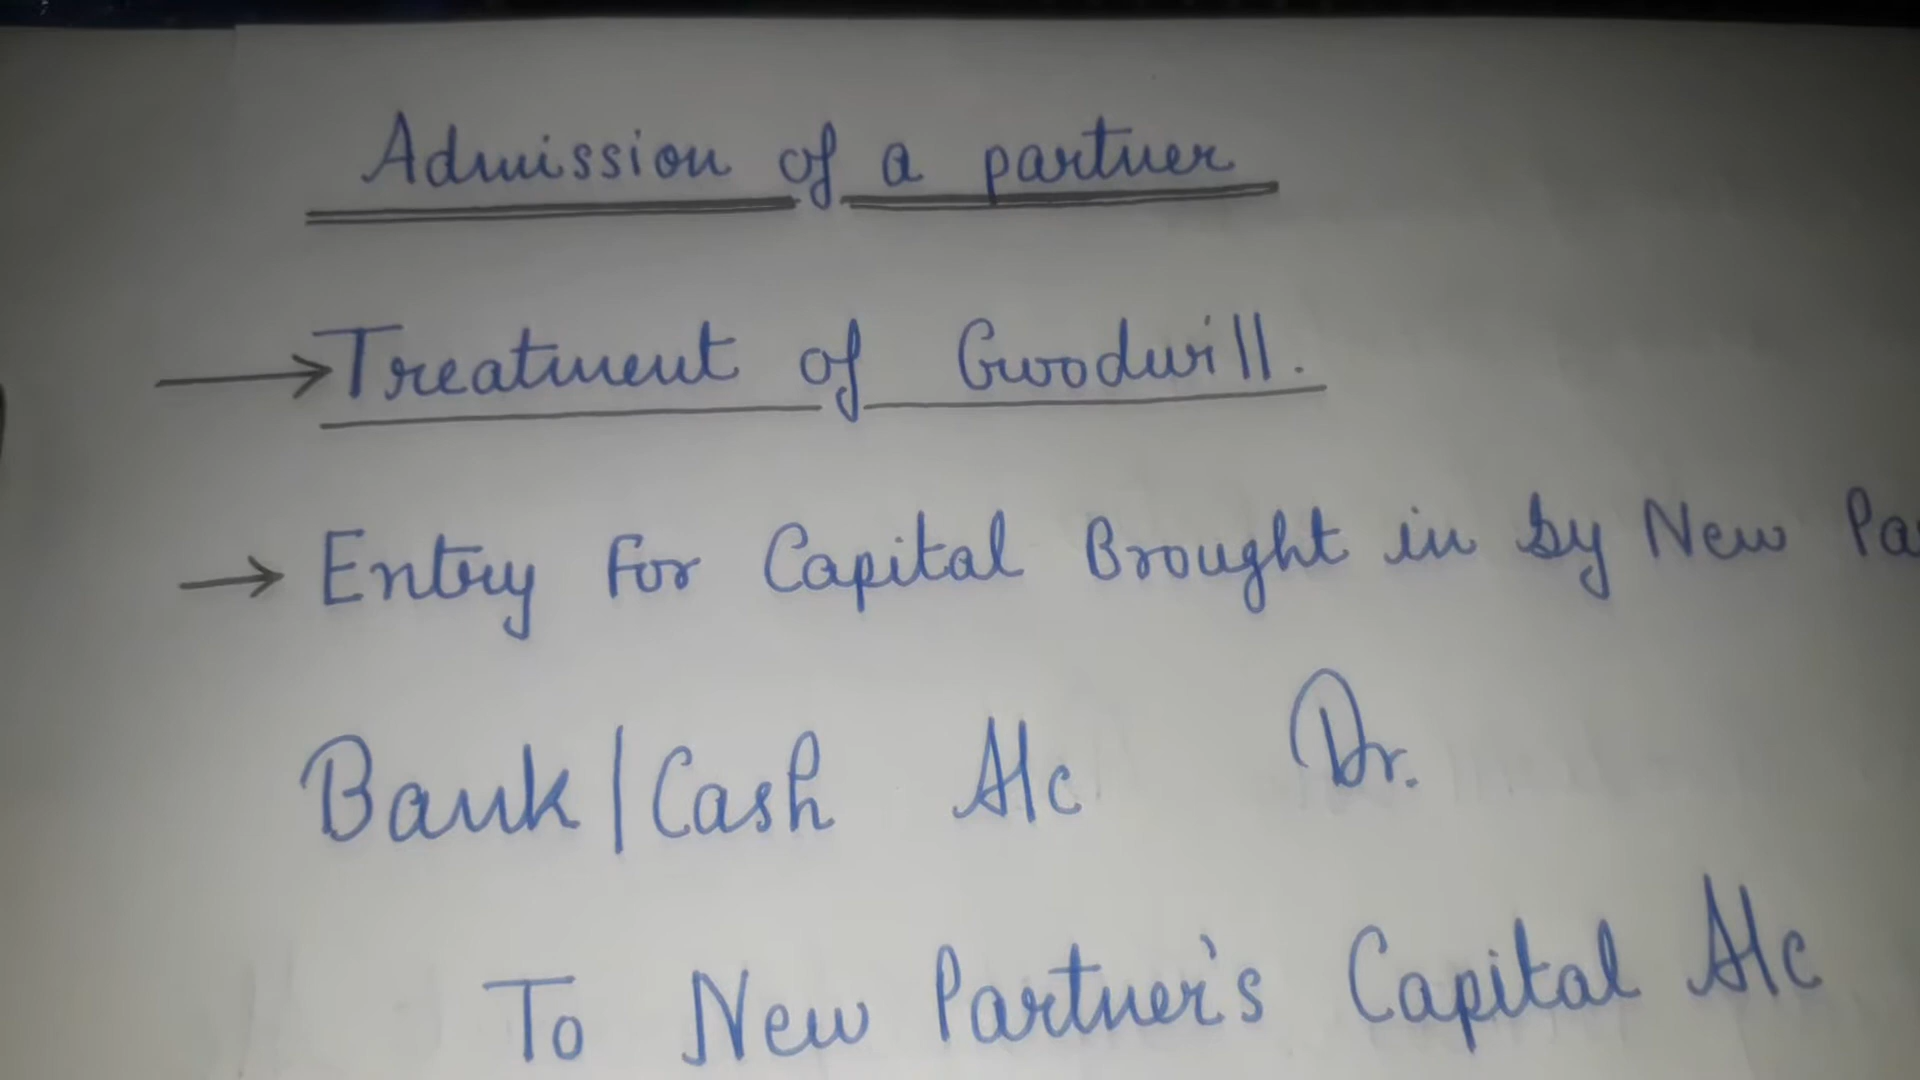 Admission of a partner
Treatment of Goodwill.
Entry For Capital Brought in by New Pa
Bank/Cash A/c Dr.
To New Partner's Capital A/c